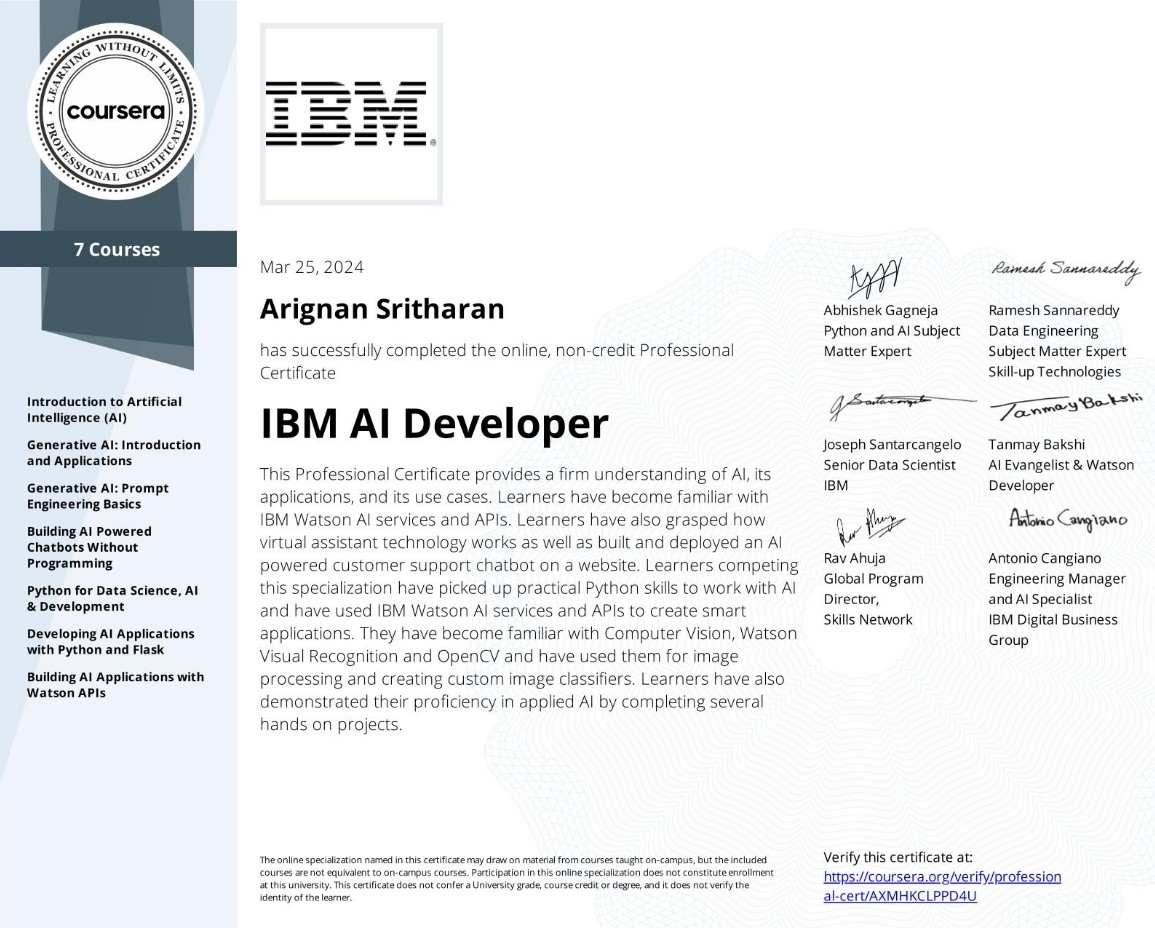 LEARNING WITHOUT LIMITS
coursera
PROFESSIONAL CERTIFICATE
7 Courses
Introduction to Artificial
Intelligence (AI)
Generative AI: Introduction
and Applications
Generative AI: Prompt
Engineering Basics
Building AI Powered
Chatbots Without
Programming
Python for Data Science, AI
& Development
Developing AI Applications
with Python and Flask
Building AI Applications with
Watson APIs
IBM®
Mar 25, 2024
Arignan Sritharan
has successfully completed the online, non-credit Professional
Certificate
IBM AI Developer
This Professional Certificate provides a firm understanding of AI, its
applications, and its use cases. Learners have become familiar with
IBM Watson AI services and APIs. Learners have also grasped how
virtual assistant technology works as well as built and deployed an AI
powered customer support chatbot on a website. Learners competing
this specialization have picked up practical Python skills to work with AI
and have used IBM Watson AI services and APIs to create smart
applications. They have become familiar with Computer Vision, Watson
Visual Recognition and OpenCV and have used them for image
processing and creating custom image classifiers. Learners have also
demonstrated their proficiency in applied AI by completing several
hands on projects.
Abhishek Gagneja
Python and AI Subject
Matter Expert
Ramesh Sannareddy
Ramesh Sannareddy
Data Engineering
Subject Matter Expert
Skill-up Technologies
Joseph Santarcangelo
Senior Data Scientist
IBM
Tanmay Bakshi
Tanmay Bakshi
AI Evangelist & Watson
Developer
Rav Ahuja
Global Program
Director,
Skills Network
Antonio Cangiano
Antonio Cangiano
Engineering Manager
and AI Specialist
IBM Digital Business
Group
The online specialization named in this certificate may draw on material from courses taught on-campus, but the included
courses are not equivalent to on-campus courses. Participation in this online specialization does not constitute enrollment
at this university. This certificate does not confer a University grade, course credit or degree, and it does not verify the
identity of the learner.
Verify this certificate at:
https://coursera.org/verify/profession
al-cert/AXMHKCLPPD4U